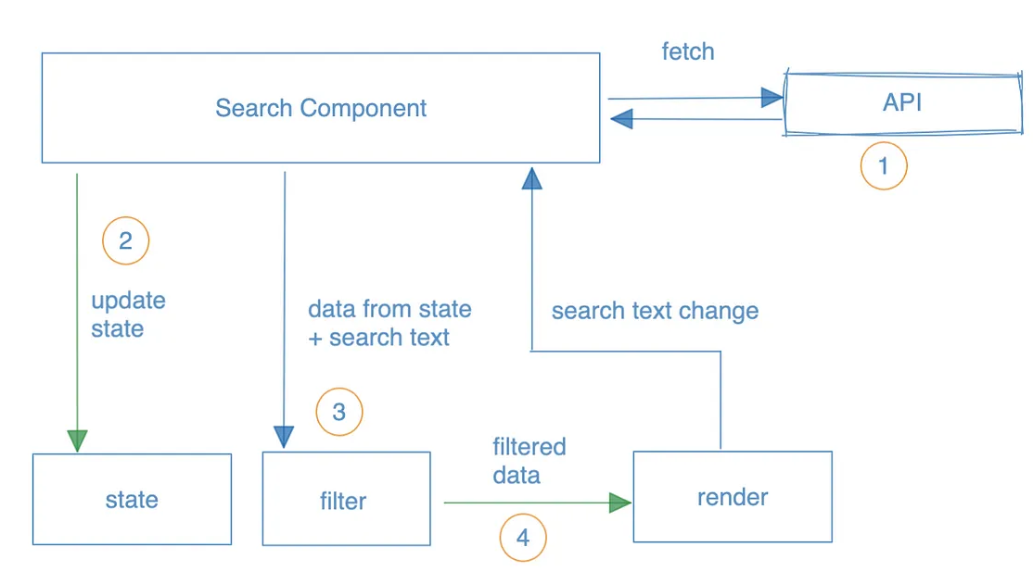 fetch
Search Component
API
1
2
update
state
data from state
+ search text
search text change
3
filtered
data
state
filter
render
4